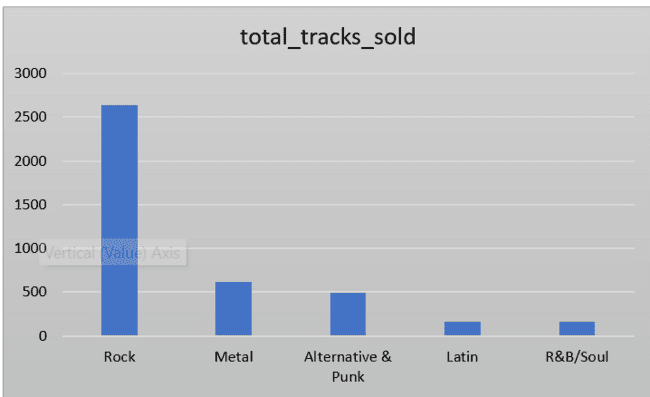 total_tracks_sold
3000
2500
2000
1500
1000
Vertical (Value) Axis
500
0
Rock
Metal
Alternative &
Punk
Latin
R&B/Soul